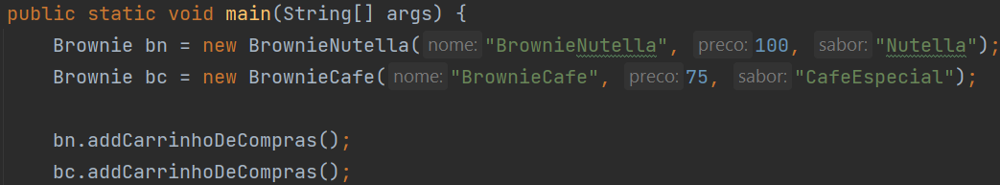 public static void main(String[] args) {
Brownie bn = new BrownieNutella( nome: "BrownieNutella", preco: 100, sabor: "Nutella");
Brownie bc = new BrownieCafe( nome: "BrownieCafe", preco: 75, sabor: "CafeEspecial");
bn.addCarrinhoDeCompras();
bc.addCarrinhoDeCompras();